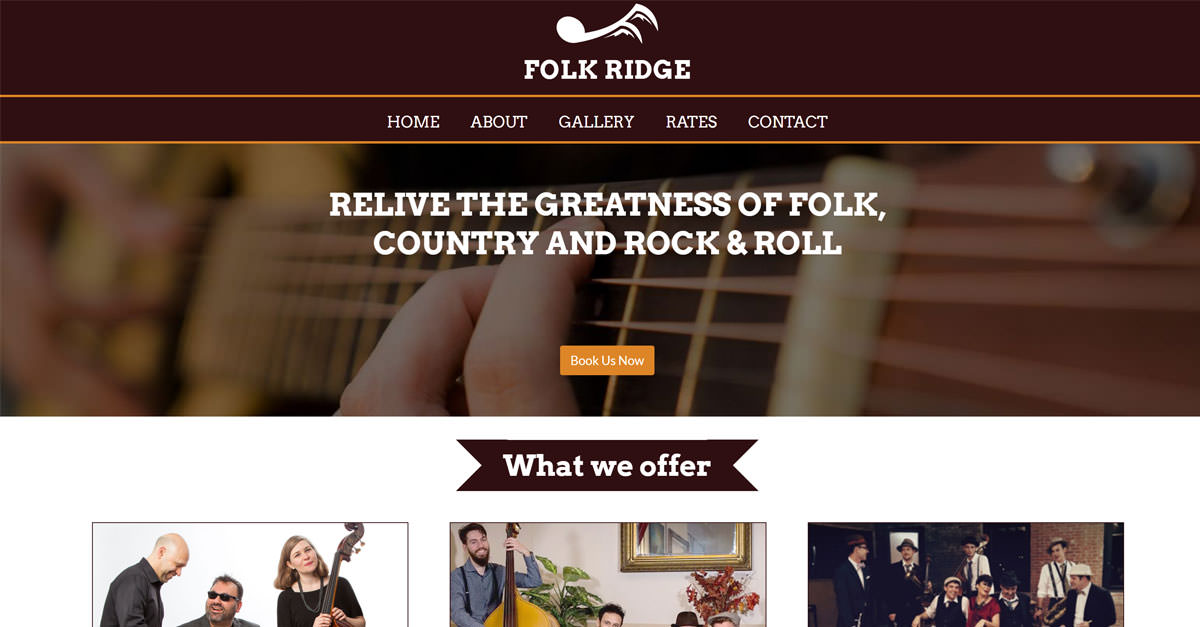 FOLK RIDGE
HOME ABOUT GALLERY RATES CONTACT
RELIVE THE GREATNESS OF FOLK,
COUNTRY AND ROCK & ROLL
Book Us Now
What we offer